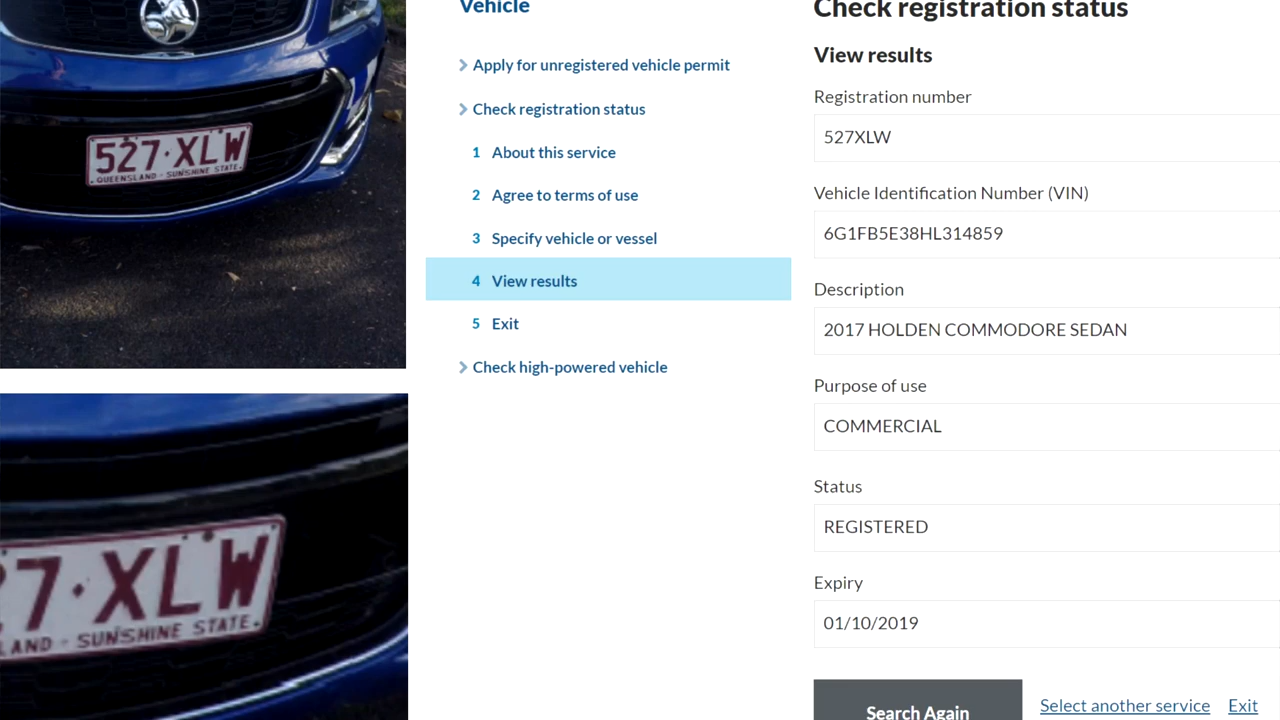 527·XLW
QUEENSLAND - SUNSHINE STATE
27·XLW
LAND - SUNSHINE STATE
Vehicle
Apply for unregistered vehicle permit
Check registration status
1 About this service
2 Agree to terms of use
3 Specify vehicle or vessel
4 View results
5 Exit
Check high-powered vehicle
Check registration status
View results
Registration number
527XLW
Vehicle Identification Number (VIN)
6G1FB5E38HL314859
Description
2017 HOLDEN COMMODORE SEDAN
Purpose of use
COMMERCIAL
Status
REGISTERED
Expiry
01/10/2019
Search Again
Select another service
Exit